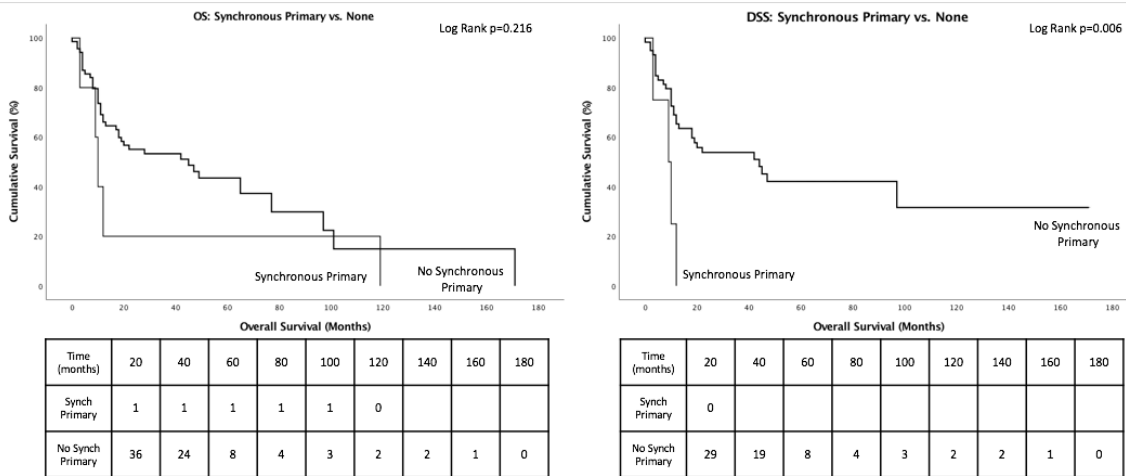 OS: Synchronous Primary vs. None
Log Rank p=0.216
Cumulative Survival (%)
100
80
60
40
20
0
Synchronous Primary
No Synchronous
Primary
0 20 40 60 80 100 120 140 160 180
Overall Survival (Months)
Time
(months) 20 40 60 80 100 120 140 160 180
Synch
Primary 1 1 1 1 1 0
No Synch
Primary 36 24 8 4 3 2 2 1 0
DSS: Synchronous Primary vs. None
Log Rank p=0.006
Cumulative Survival (%)
100
80
60
40
20
0
No Synchronous
Primary
Synchronous Primary
0 20 40 60 80 100 120 140 160 180
Overall Survival (Months)
Time
(months) 20 40 60 80 100 120 140 160 180
Synch
Primary 0
No Synch
Primary 29 19 8 4 3 2 2 1 0